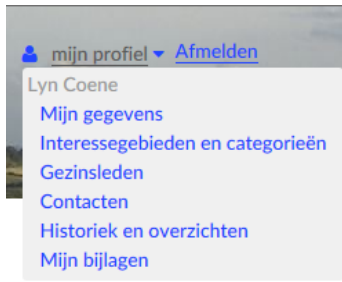 mijn profiel Afmelden
Lyn Coene
Mijn gegevens
Interessegebieden en categorieën
Gezinsleden
Contacten
Historiek en overzichten
Mijn bijlagen